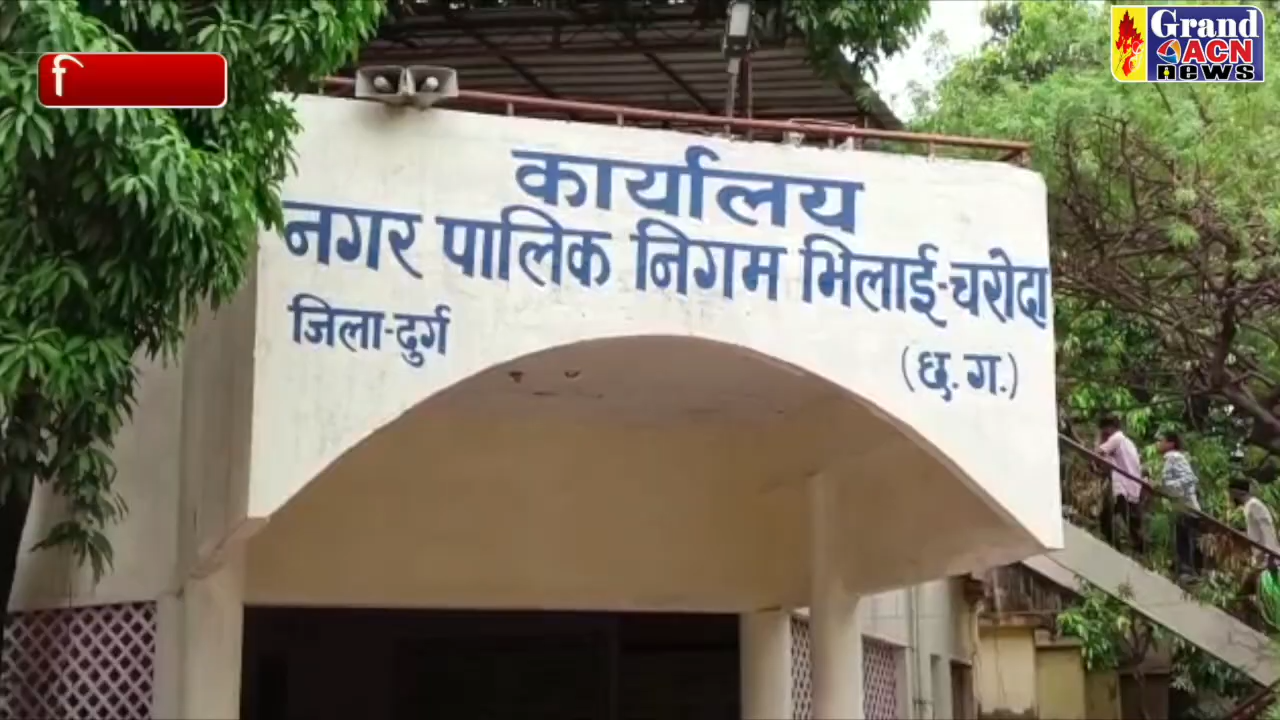 Grand
ACN
news
कार्यालय
नगर पालिक निगम भिलाई-चरोदा
जिला-दुर्ग
(छ. ग.)